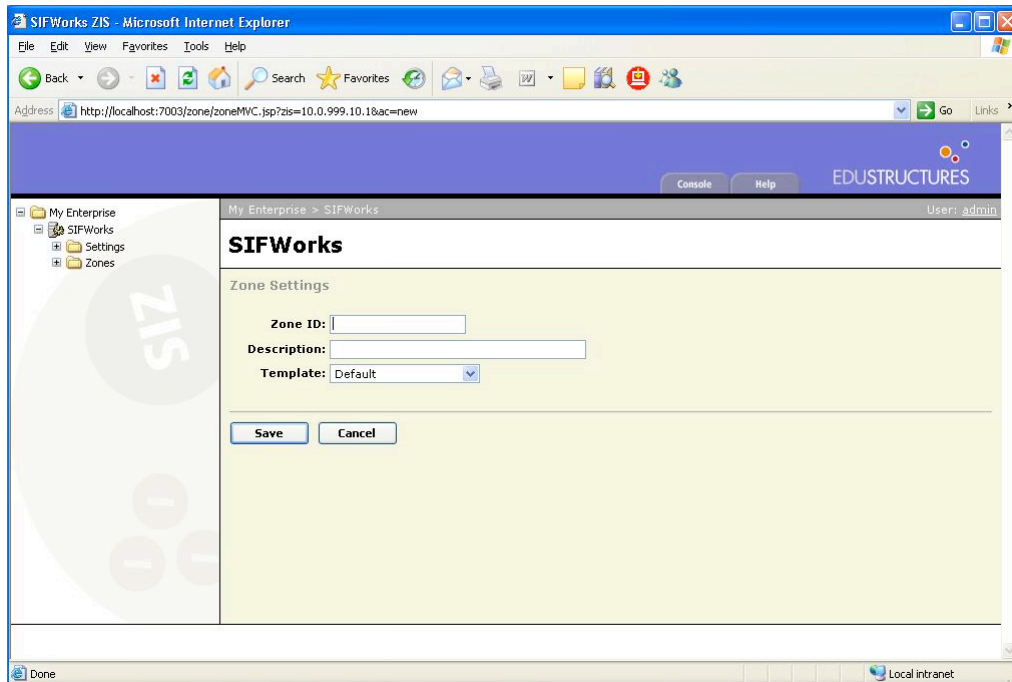 SIFWorks ZIS - Microsoft Internet Explorer
File Edit View Favorites Tools Help
Back Search Favorites W
Address http://localhost:7003/zone/zoneMVC.jsp?zis=10.0.999.10.1&ac=new Go Links
Console Help EDUSTRUCTURES
My Enterprise > SIFWorks User: admin
My Enterprise
SIFWorks
Settings
Zones
ZIS
SIFWorks
Zone Settings
Zone ID:
Description:
Template: Default
Save Cancel
Done Local intranet